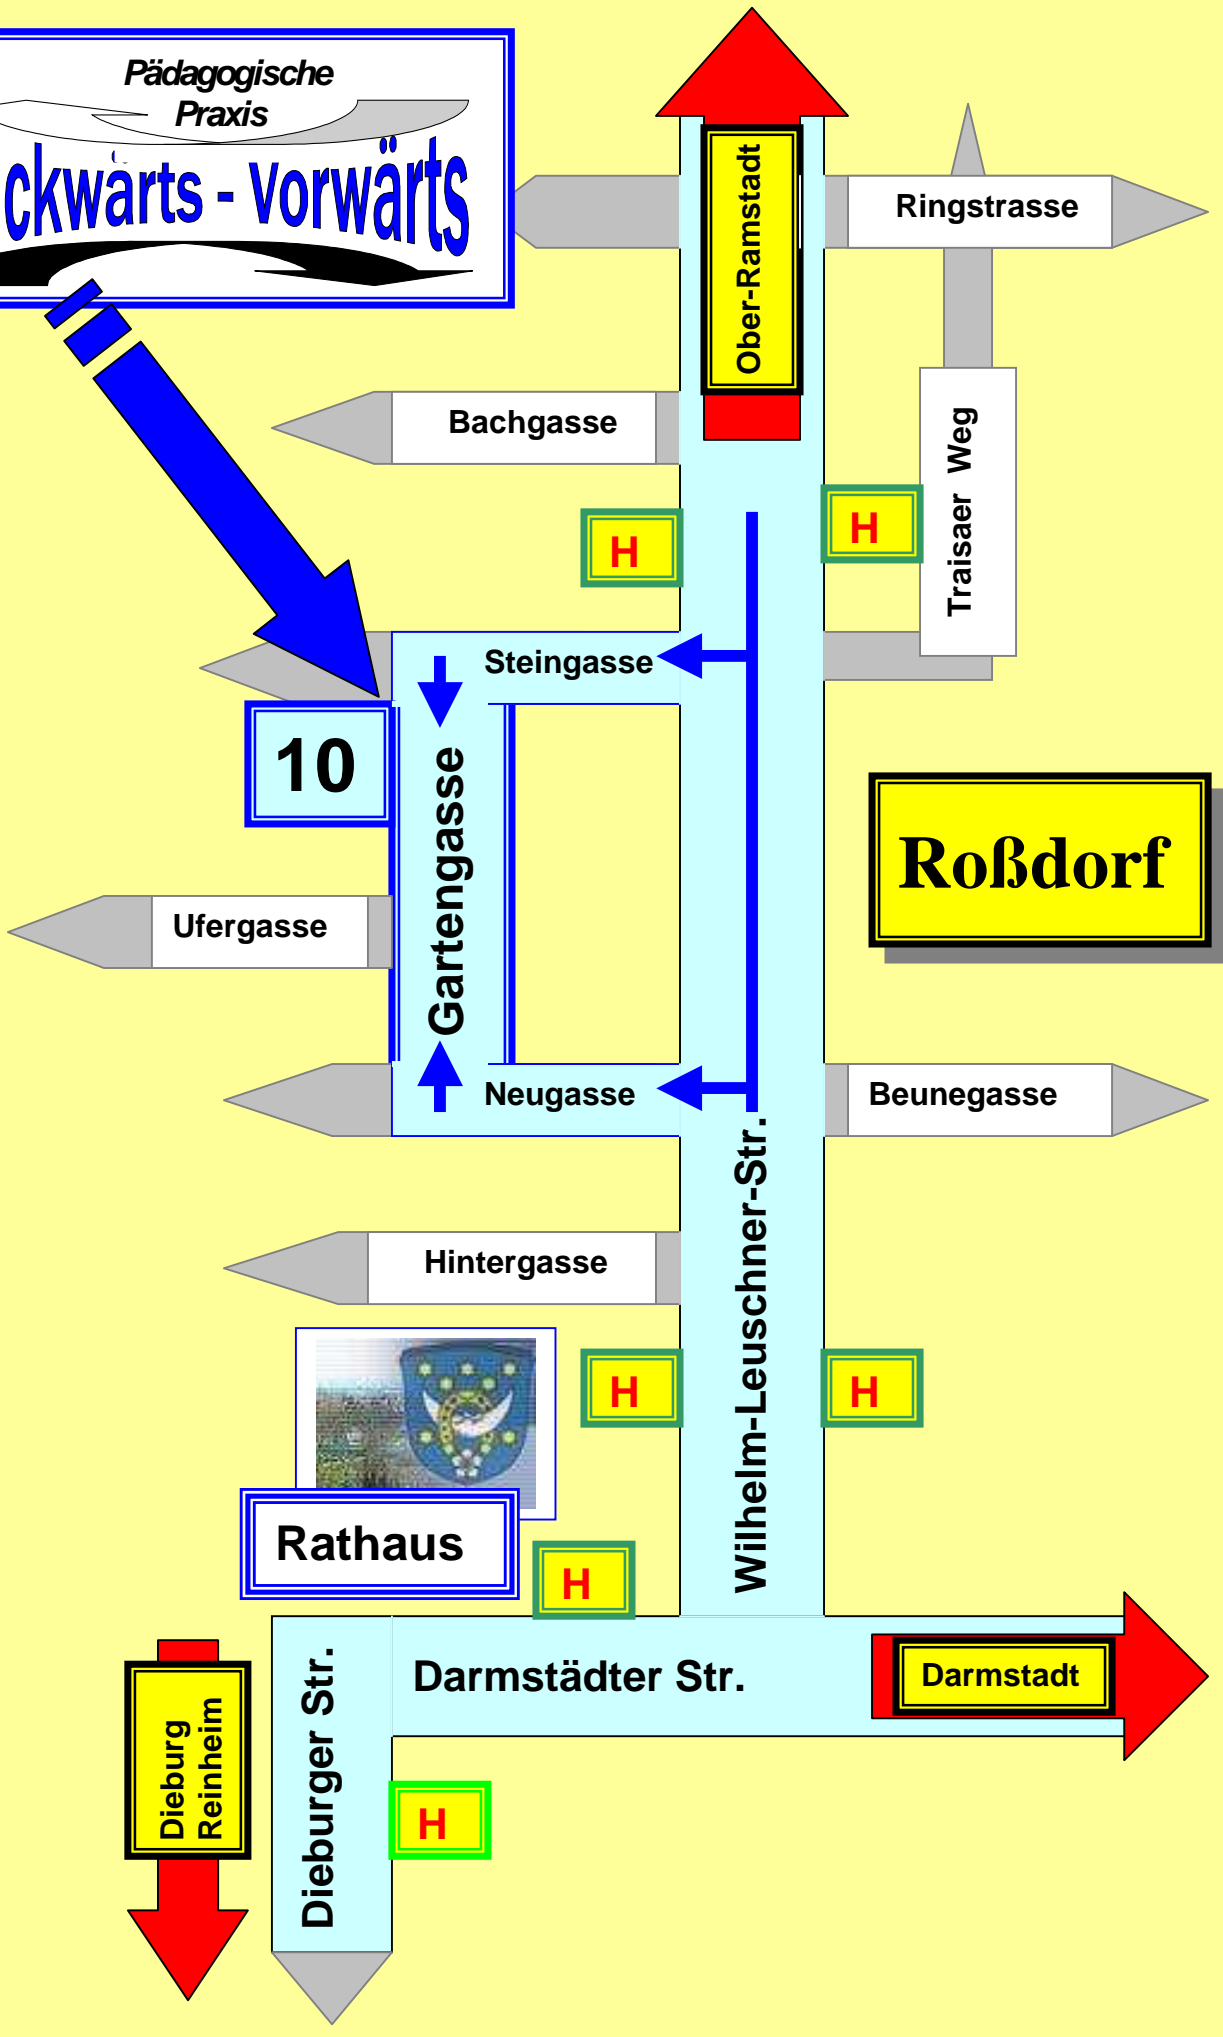 Pädagogische
Praxis
ckwärts - Vorwärts
Ober-Ramstadt
Ringstrasse
Bachgasse
Traisaer Weg
H
H
Steingasse
10
Gartengasse
Roßdorf
Ufergasse
Neugasse
Beunegasse
Wilhelm-Leuschner-Str.
Hintergasse
H
H
Rathaus
H
Darmstädter Str.
Darmstadt
Dieburg
Reinheim
Dieburger Str.
H